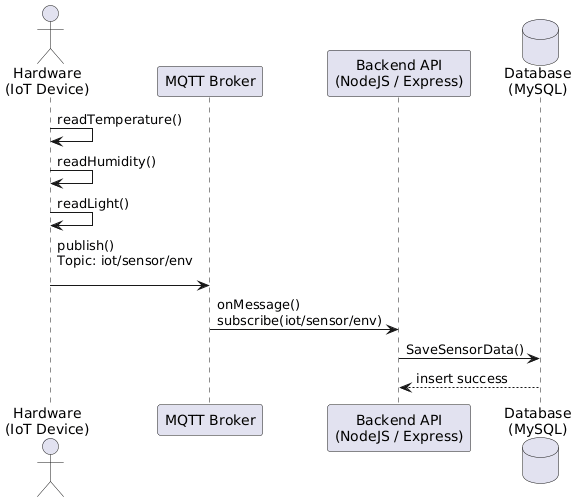 Hardware
(IoT Device)
MQTT Broker
Backend API
(NodeJS / Express)
Database
(MySQL)
readTemperature()
readHumidity()
readLight()
publish()
Topic: iot/sensor/env
onMessage()
subscribe(iot/sensor/env)
SaveSensorData()
insert success
Hardware
(IoT Device)
MQTT Broker
Backend API
(NodeJS / Express)
Database
(MySQL)